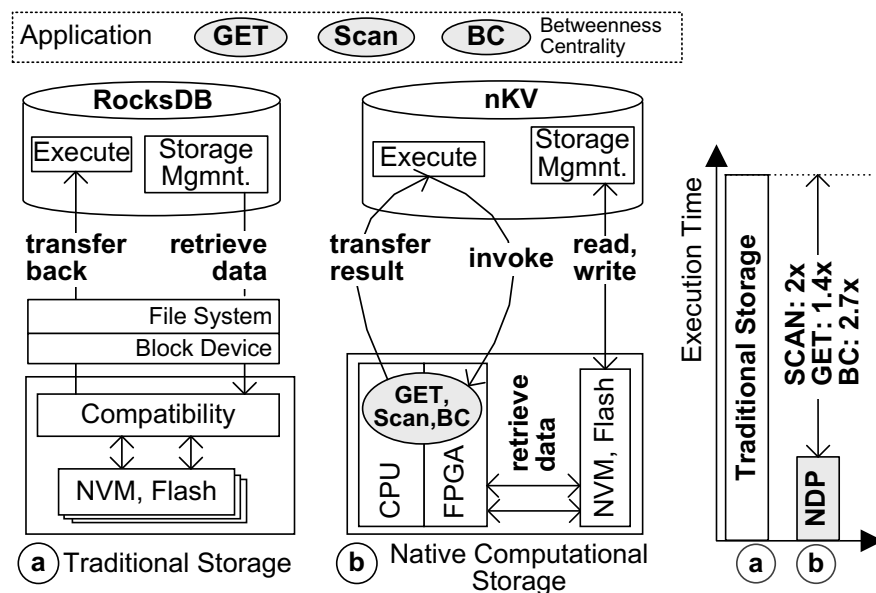 Application
GET
Scan
BC
Betweenness
Centrality
RocksDB
Execute
Storage
Mgmnt.
transfer
back
retrieve
data
File System
Block Device
Compatibility
NVM, Flash
a Traditional Storage
nKV
Execute
Storage
Mgmnt.
transfer
result
invoke
read,
write
GET,
Scan,BC
CPU
FPGA
retrieve
data
NVM, Flash
b Native Computational
Storage
Execution Time
Traditional Storage
SCAN: 2x
GET: 1.4x
BC: 2.7x
NDP
a
b